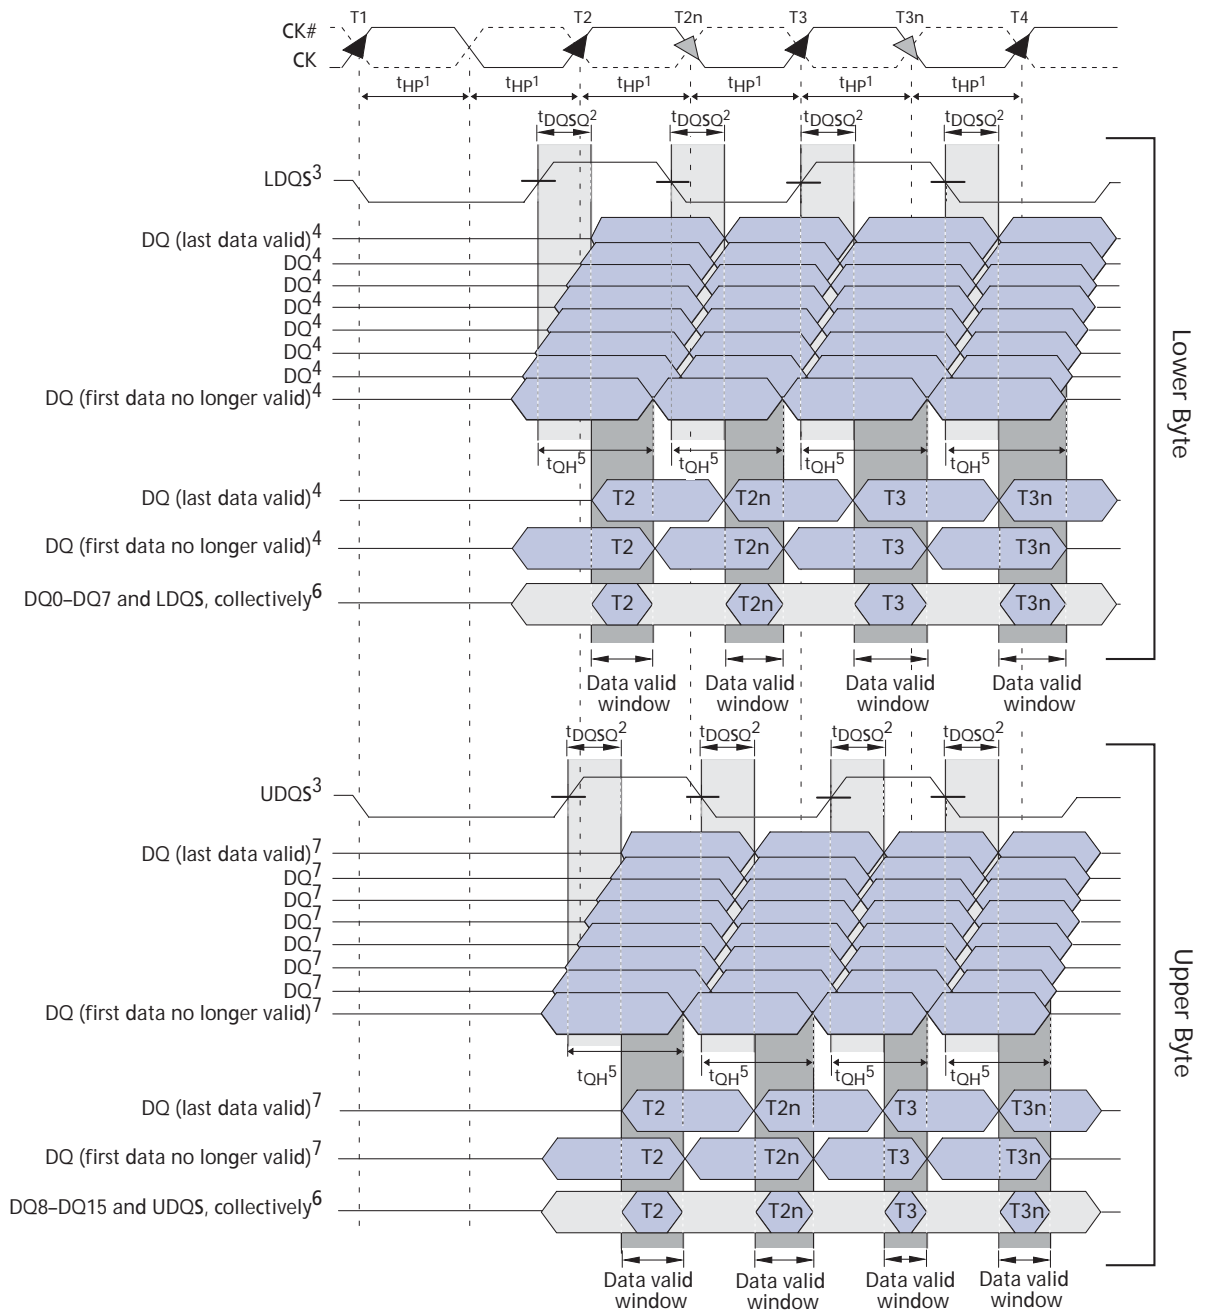 T1 T2 T2n T3 T3n T4
CK#
CK
tHP1 tHP1 tHP1 tHP1 tHP1 tHP1
tDQSQ2 tDQSQ2 tDQSQ2 tDQSQ2
LDQS3
DQ (last data valid)4
DQ4
DQ4
DQ4
DQ4
DQ4
DQ4
DQ (first data no longer valid)4
tQH5 tQH5 tQH5 tQH5
DQ (last data valid)4 T2 T2n T3 T3n
DQ (first data no longer valid)4 T2 T2n T3 T3n
DQ0–DQ7 and LDQS, collectively6 T2 T2n T3 T3n
Data valid window Data valid window Data valid window Data valid window
Lower Byte
tDQSQ2 tDQSQ2 tDQSQ2 tDQSQ2
UDQS3
DQ (last data valid)7
DQ7
DQ7
DQ7
DQ7
DQ7
DQ7
DQ (first data no longer valid)7
tQH5 tQH5 tQH5 tQH5
DQ (last data valid)7 T2 T2n T3 T3n
DQ (first data no longer valid)7 T2 T2n T3 T3n
DQ8–DQ15 and UDQS, collectively6 T2 T2n T3 T3n
Data valid window Data valid window Data valid window Data valid window
Upper Byte